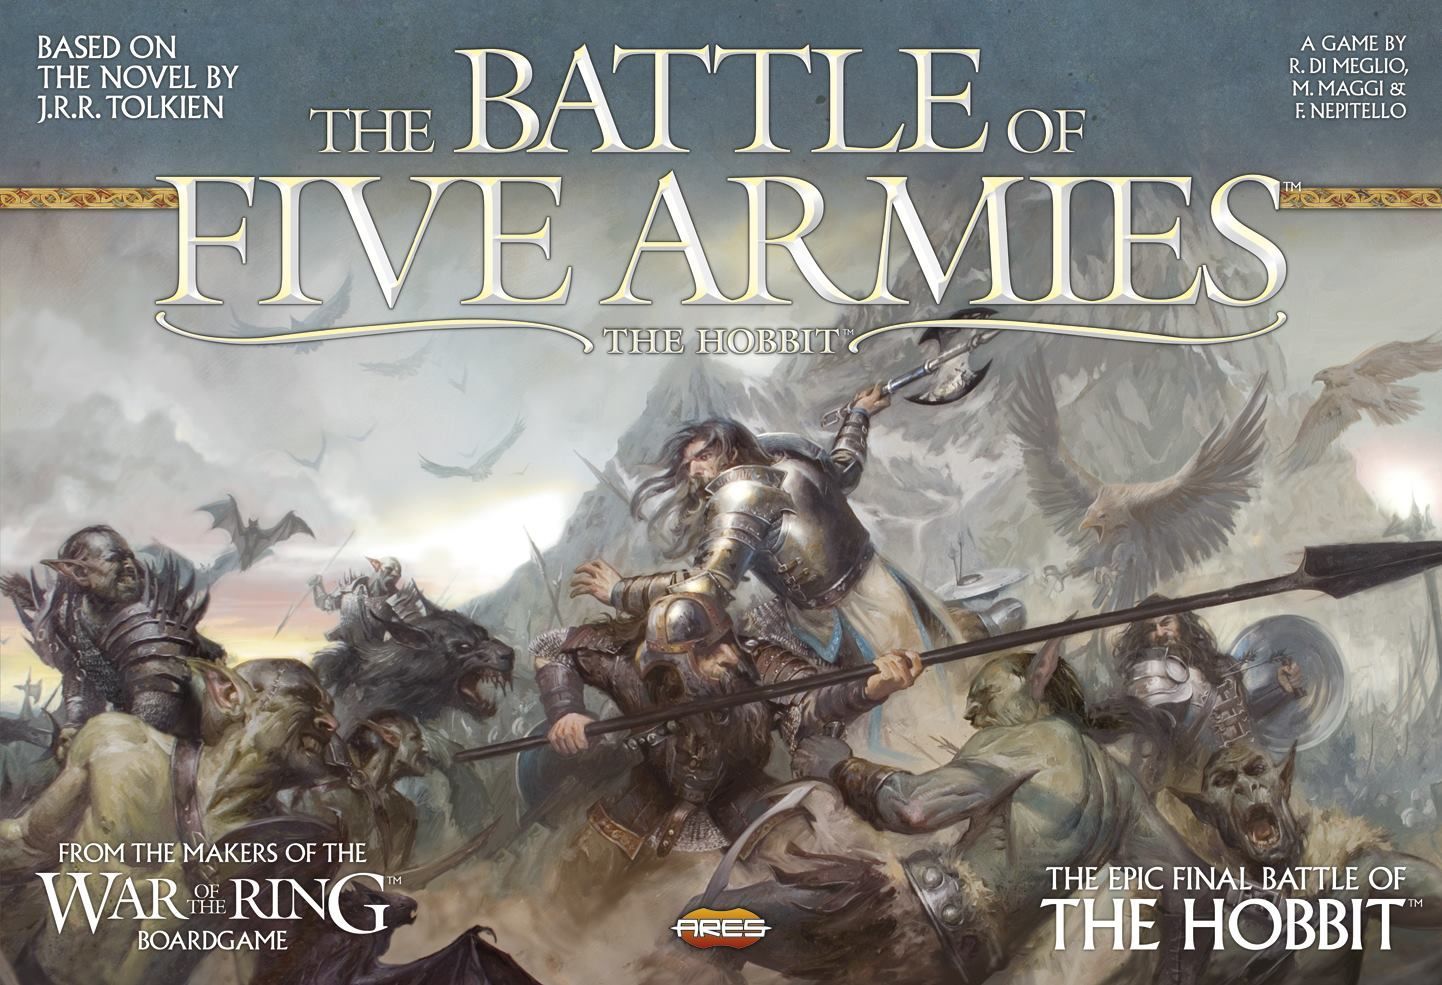 BASED ON
THE NOVEL BY
J.R.R. TOLKIEN
A GAME BY
R. DI MEGLIO,
M. MAGGI &
F. NEPITELLO
THE BATTLE OF
FIVE ARMIES™
THE HOBBIT™
FROM THE MAKERS OF THE
WAR OF THE RING™
BOARDGAME
ARES
THE EPIC FINAL BATTLE OF
THE HOBBIT™